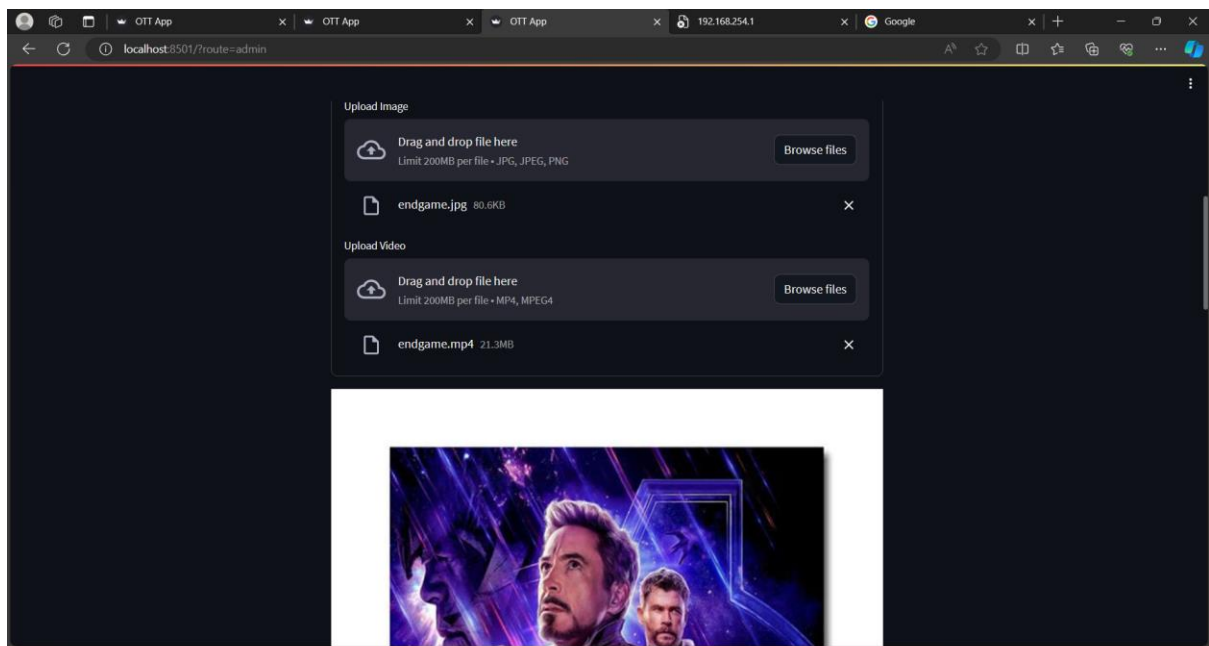 OTT App
OTT App
OTT App
192.168.254.1
Google
localhost:8501/?route=admin
Upload Image
Drag and drop file here
Limit 200MB per file • JPG, JPEG, PNG
Browse files
endgame.jpg 80.6KB
Upload Video
Drag and drop file here
Limit 200MB per file • MP4, MPEG4
Browse files
endgame.mp4 21.3MB